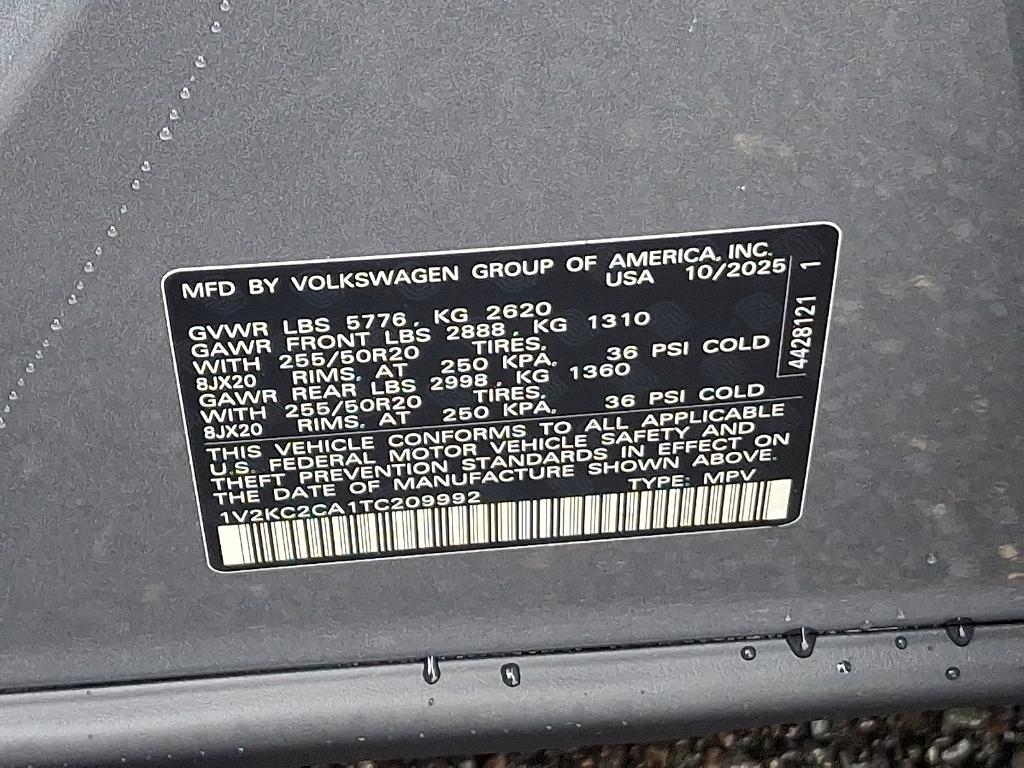 MFD BY VOLKSWAGEN GROUP OF AMERICA, INC.
USA 10/2025
GVWR LBS 5776, KG 2620
GAWR FRONT LBS 2888, KG 1310
WITH 255/50R20 TIRES,
8JX20 RIMS, AT 250 KPA, 36 PSI COLD
GAWR REAR LBS 2998, KG 1360
WITH 255/50R20 TIRES,
8JX20 RIMS, AT 250 KPA, 36 PSI COLD
THIS VEHICLE CONFORMS TO ALL APPLICABLE
U.S. FEDERAL MOTOR VEHICLE SAFETY AND
THEFT PREVENTION STANDARDS IN EFFECT ON
THE DATE OF MANUFACTURE SHOWN ABOVE.
1V2KC2CA1TC209992 TYPE: MPV
4428121 1